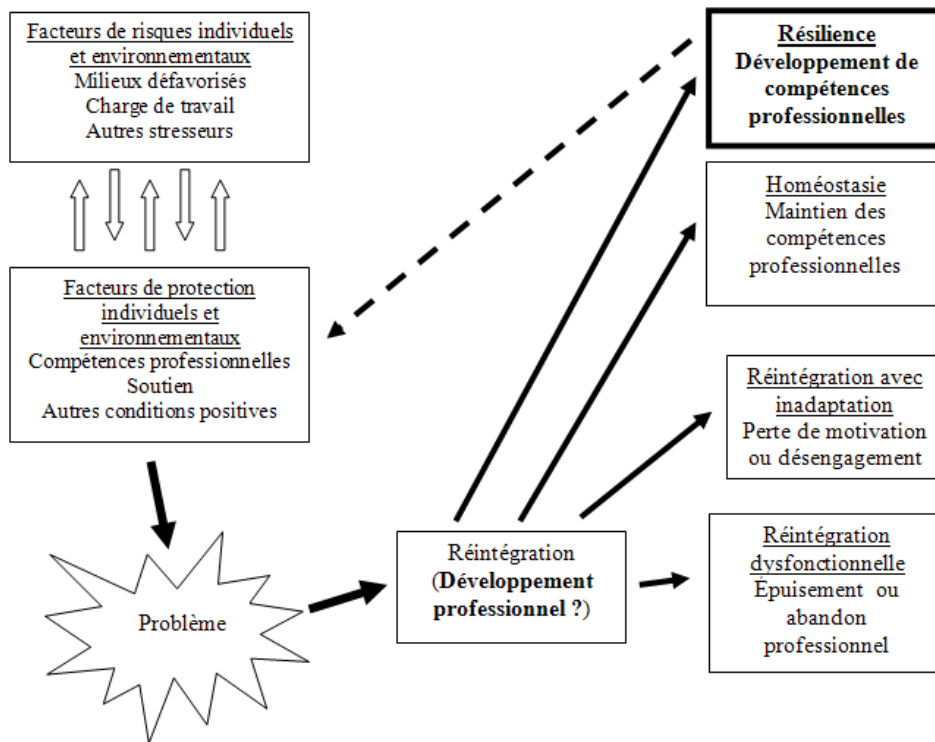 Facteurs de risques individuels
et environnementaux
Milieux défavorisés
Charge de travail
Autres stresseurs
Facteurs de protection
individuels et
environnementaux
Compétences professionnelles
Soutien
Autres conditions positives
Problème
Réintégration
(Développement
professionnel ?)
Résilience
Développement de
compétences
professionnelles
Homéostasie
Maintien des
compétences
professionnelles
Réintégration avec
inadaptation
Perte de motivation
ou désengagement
Réintégration
dysfonctionnelle
Épuisement ou
abandon
professionnel